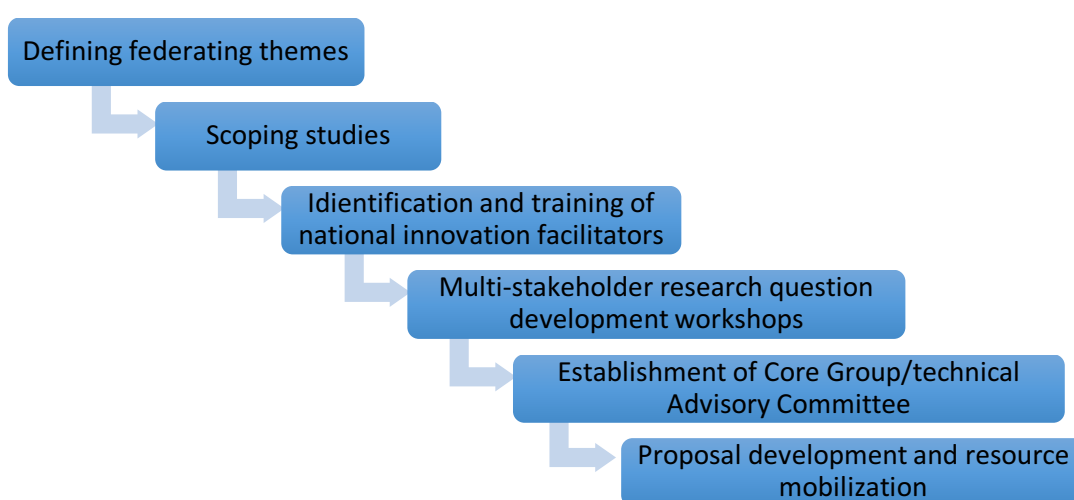 Defining federating themes
Scoping studies
Idientification and training of
national innovation facilitators
Multi-stakeholder research question
development workshops
Establishment of Core Group/technical
Advisory Committee
Proposal development and resource
mobilization